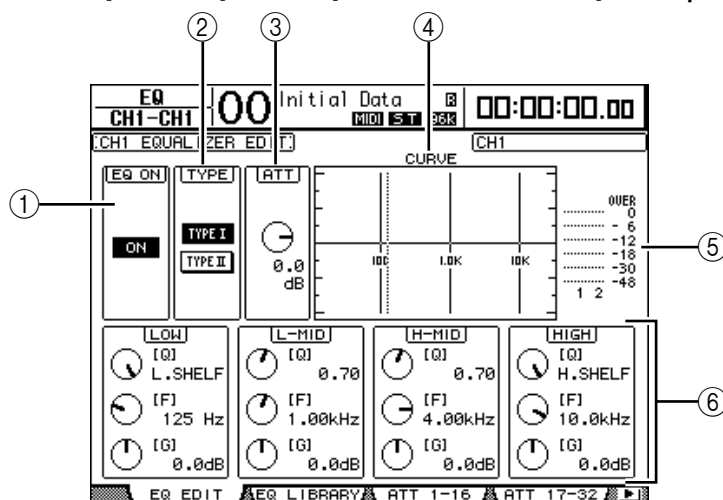 ② ③ ④
EQ
CH1-CH1
00
Initial Data R
MIDI ST 96K
00:00:00.00
CH1 EQUALIZER EDIT
CH1
CURVE
EQ ON
TYPE
ATT
①
ON
TYPE I
TYPE II
0.0
dB
100 1.0K 10K
OVER
0
-6
-12
-18
-30
-48
1 2
⑤
LOW
[Q]
L.SHELF
[F]
125 Hz
[G]
0.0dB
L-MID
[Q]
0.70
[F]
1.00kHz
[G]
0.0dB
H-MID
[Q]
0.70
[F]
4.00kHz
[G]
0.0dB
HIGH
[Q]
H.SHELF
[F]
10.0kHz
[G]
0.0dB
⑥
EQ EDIT EQ LIBRARY ATT 1-16 ATT 17-32